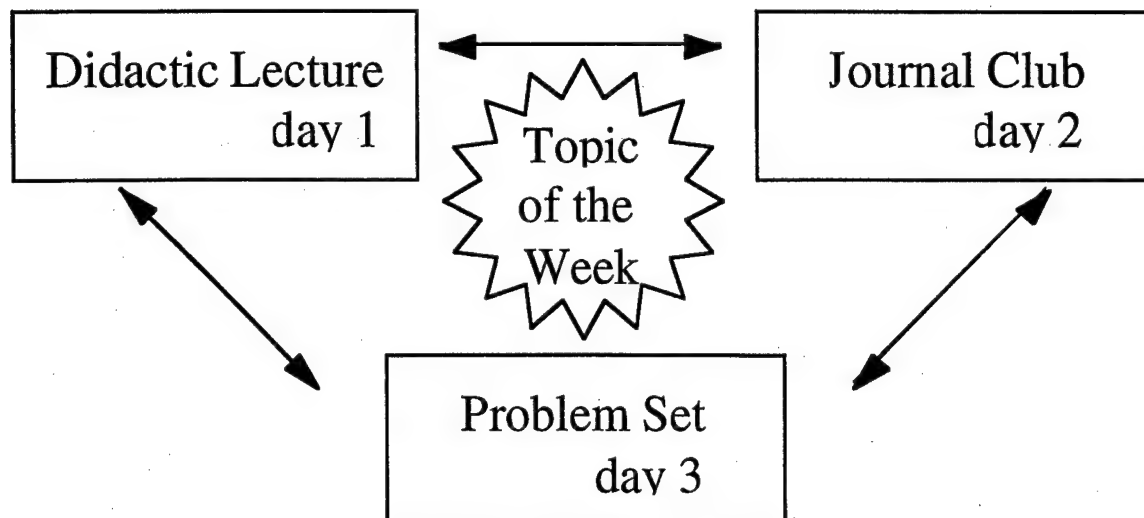 Didactic Lecture
day 1
Journal Club
day 2
Topic
of the
Week
Problem Set
day 3